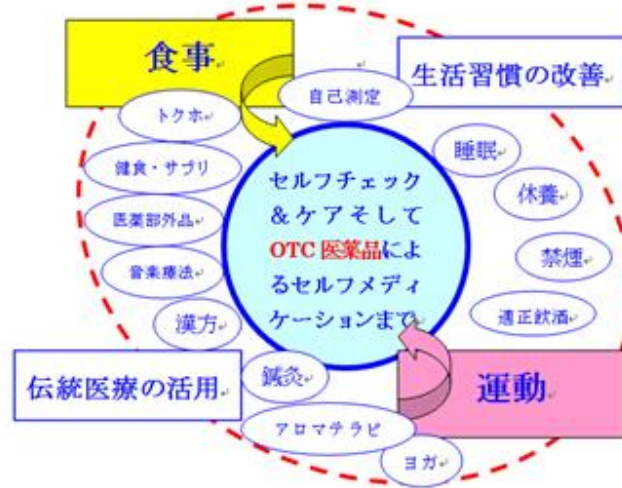 食事
生活習慣の改善
自己測定
トクホ
健食・サプリ
医薬部外品
音楽療法
漢方
セルフチェック
＆ケアそして
OTC 医薬品によ
るセルフメディ
ケーションまで
睡眠
休養
禁煙
適正飲酒
伝統医療の活用
鍼灸
アロマテラピ
ヨガ
運動